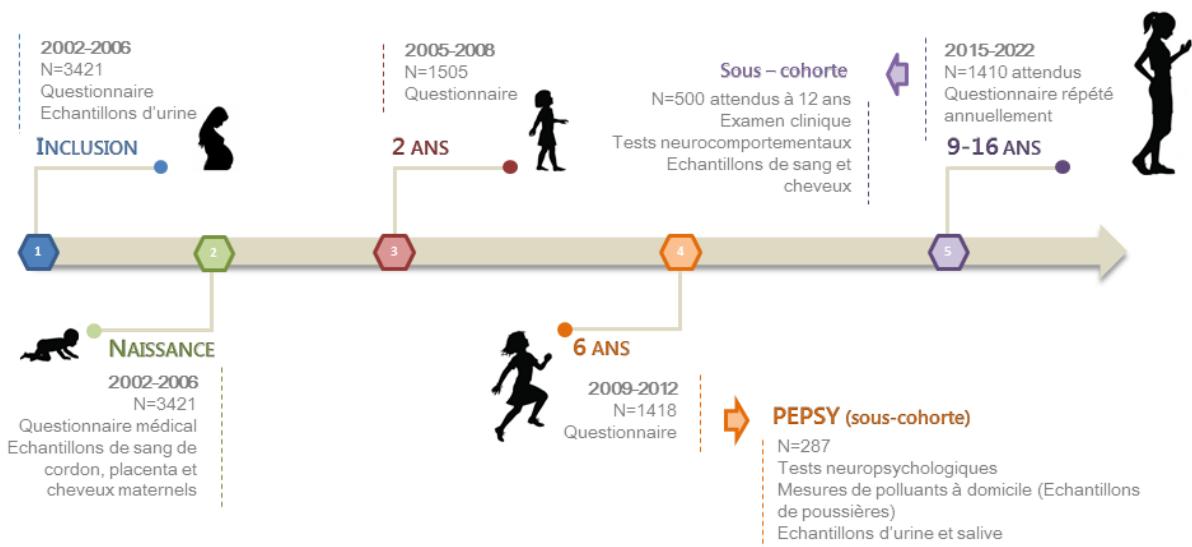 2002-2006
N=3421
Questionnaire
Echantillons d'urine
INCLUSION
2005-2008
N=1505
Questionnaire
2 ANS
Sous – cohorte
N=500 attendus à 12 ans
Examen clinique
Tests neurocomportementaux
Echantillons de sang et
cheveux
2015-2022
N=1410 attendus
Questionnaire répété
annuellement
9-16 ANS
1
2
3
4
5
NAISSANCE
2002-2006
N=3421
Questionnaire médical
Echantillons de sang de
cordon, placenta et
cheveux maternels
6 ANS
2009-2012
N=1418
Questionnaire
PEPSY (sous-cohorte)
N=287
Tests neuropsychologiques
Mesures de polluants à domicile (Echantillons
de poussières)
Echantillons d'urine et salive